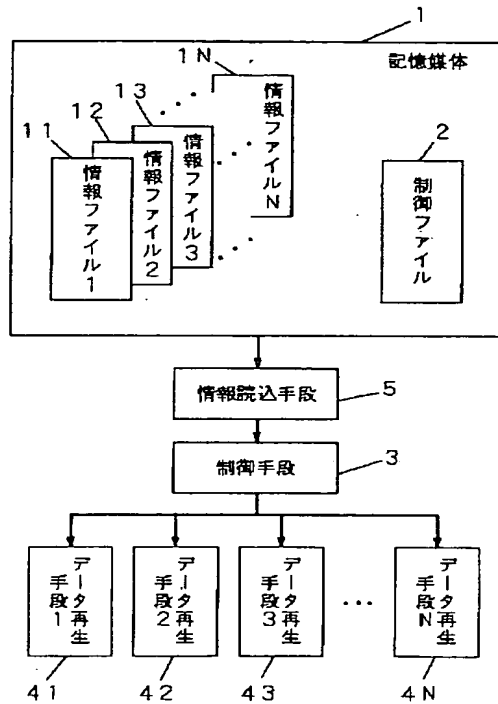 1
記憶媒体
1N
13
12
11
情報ファイルN
情報ファイル3
情報ファイル2
情報ファイル1
2
制御ファイル
情報読込手段
5
制御手段
3
データ再生
手段1
データ再生
手段2
データ再生
手段3
データ再生
手段N
41
42
43
4N